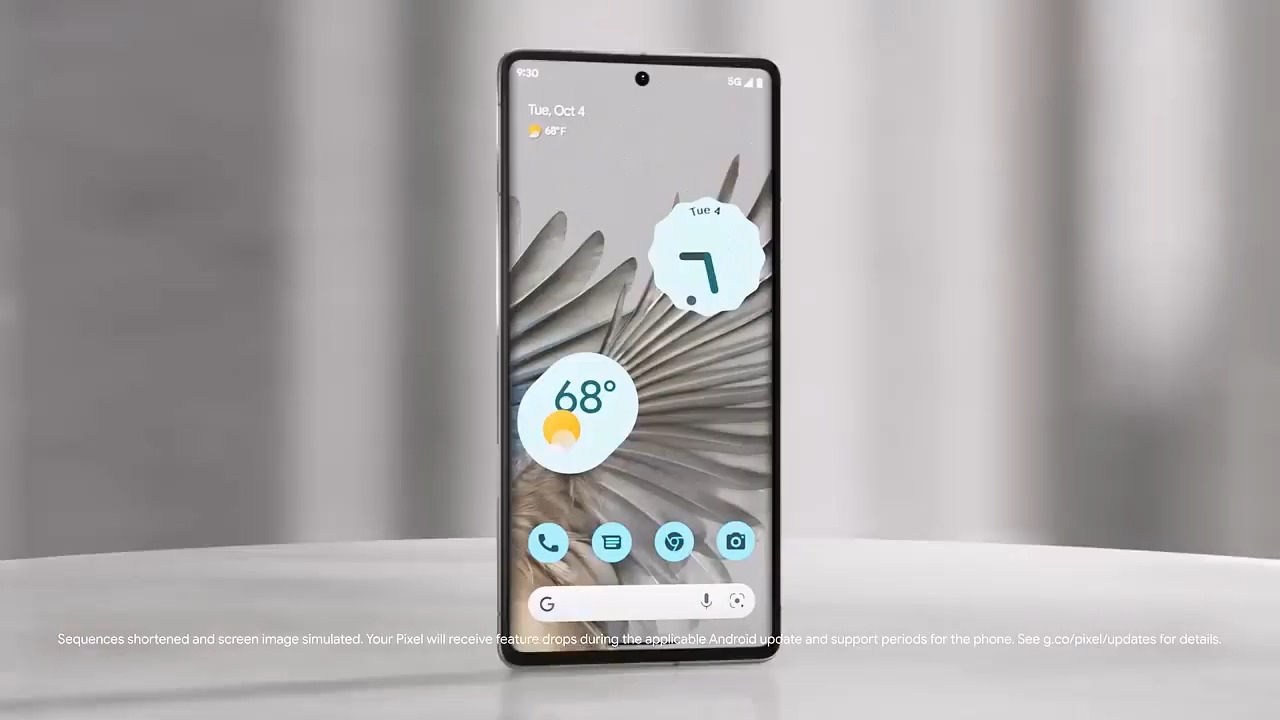 9:30
5G
Tue, Oct 4
68°F
Tue 4
68°
G
Sequences shortened and screen image simulated. Your Pixel will receive feature drops during the applicable Android update and support periods for the phone. See g.co/pixel/updates for details.